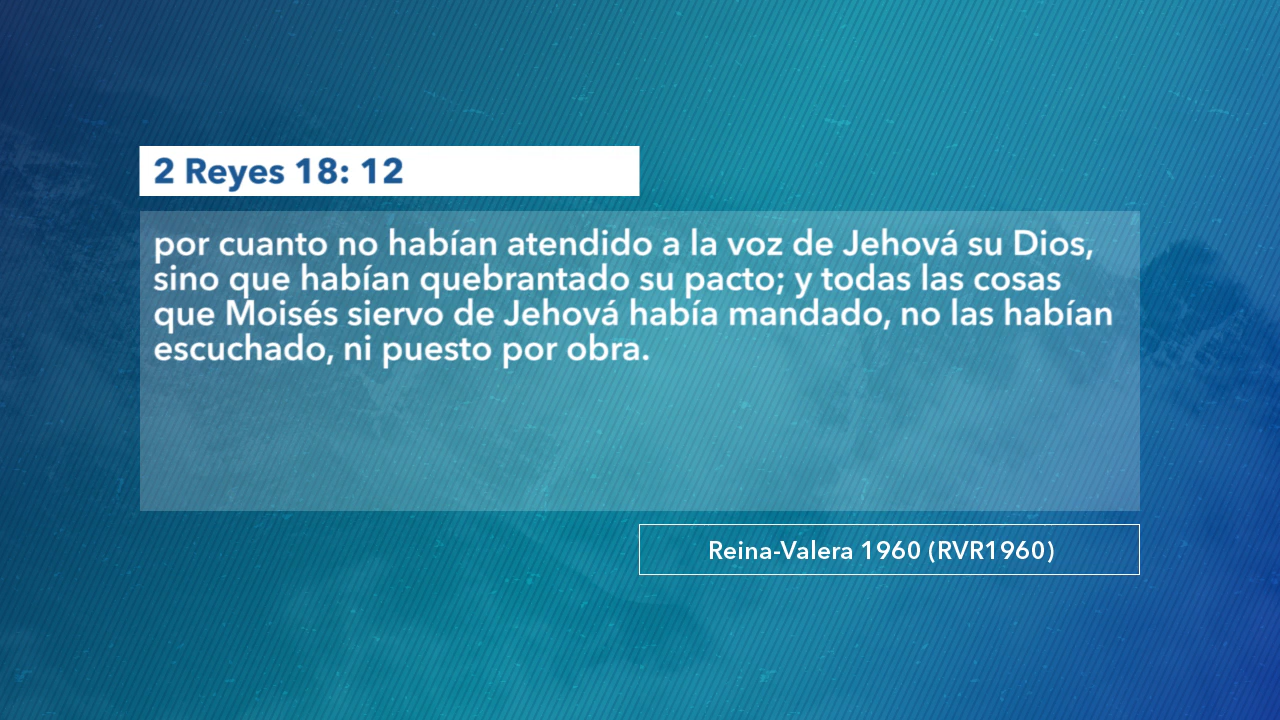 2 Reyes 18: 12
por cuanto no habían atendido a la voz de Jehová su Dios,
sino que habían quebrantado su pacto; y todas las cosas
que Moisés siervo de Jehová había mandado, no las habían
escuchado, ni puesto por obra.
Reina-Valera 1960 (RVR1960)